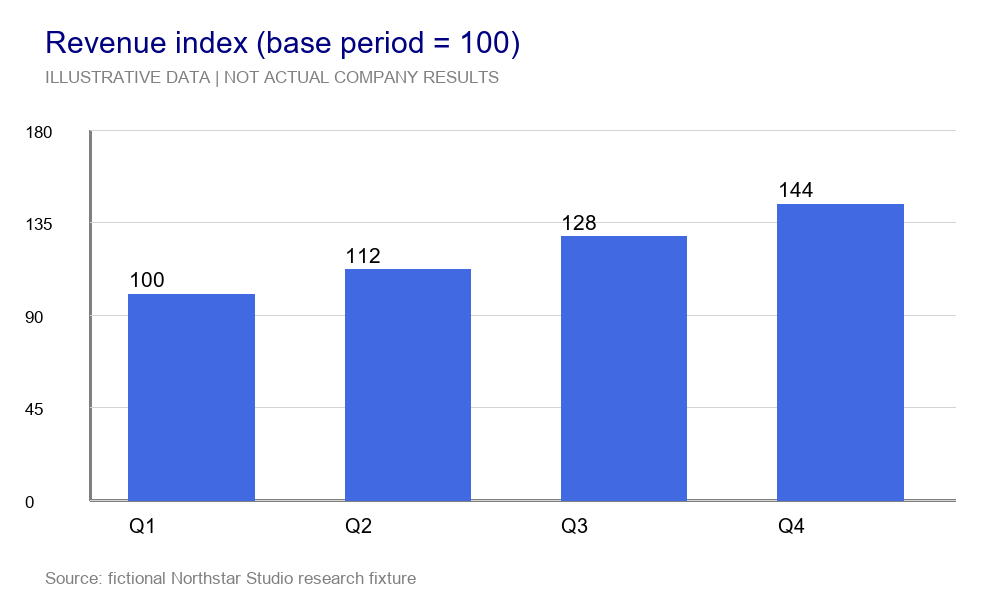 Revenue index (base period = 100)
ILLUSTRATIVE DATA | NOT ACTUAL COMPANY RESULTS
180
135
90
45
0
100
112
128
144
Q1 Q2 Q3 Q4
Source: fictional Northstar Studio research fixture